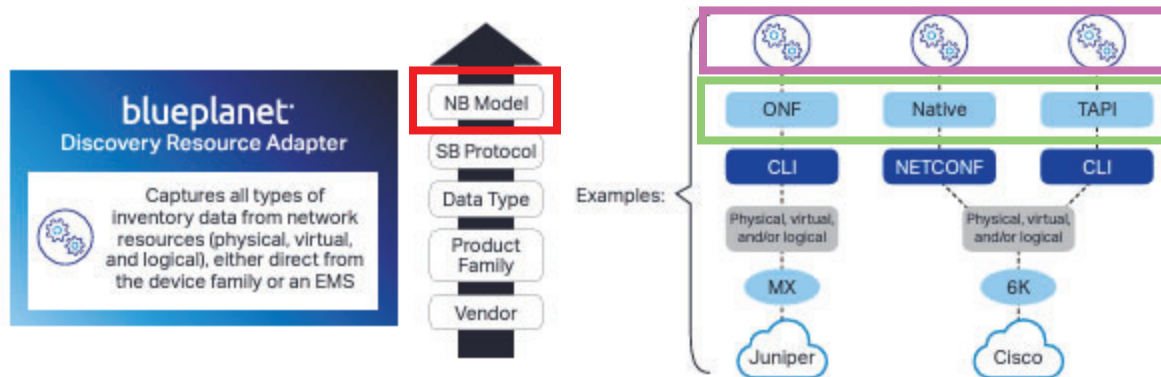 blueplanet
Discovery Resource Adapter
Captures all types of
inventory data from network
resources (physical, virtual,
and logical), either direct from
the device family or an EMS
NB Model
SB Protocol
Data Type
Product
Family
Vendor
Examples:
ONF
Native
TAPI
CLI
NETCONF
CLI
Physical, virtual,
and/or logical
Physical, virtual,
and/or logical
MX
6K
Juniper
Cisco